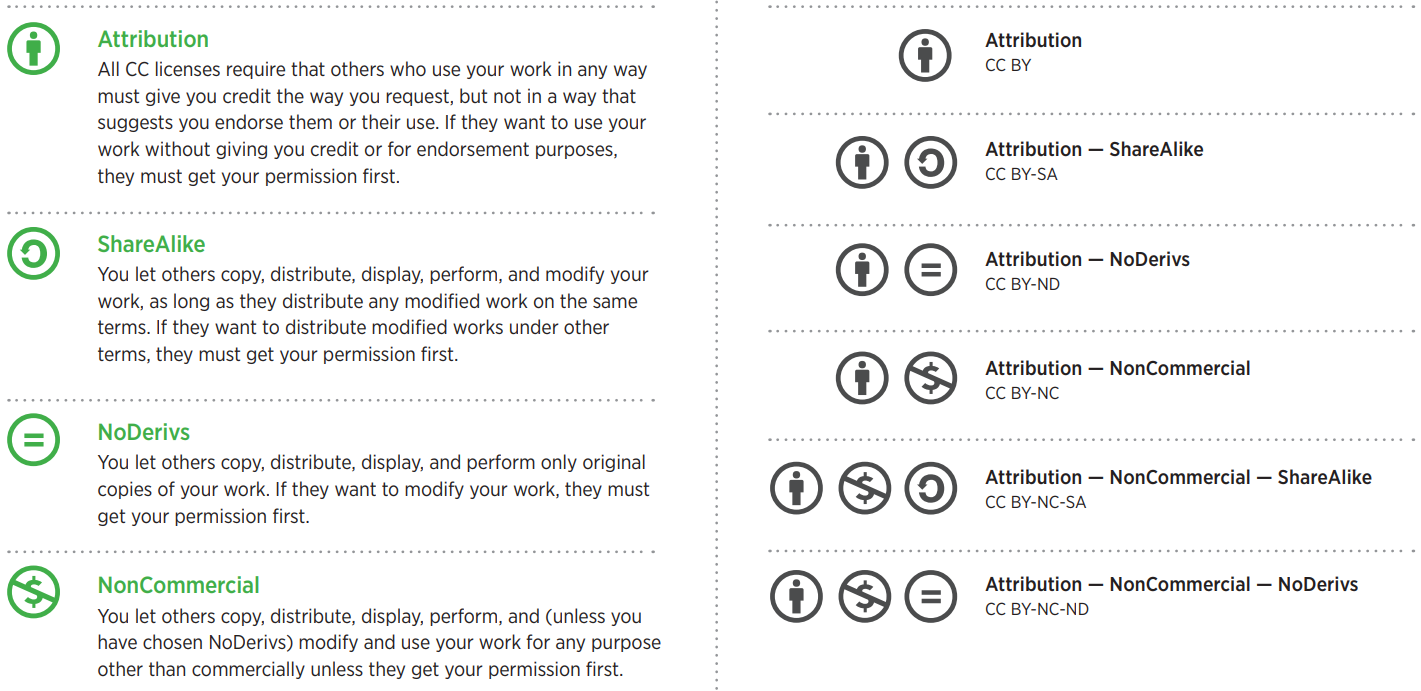 Attribution
All CC licenses require that others who use your work in any way
must give you credit the way you request, but not in a way that
suggests you endorse them or their use. If they want to use your
work without giving you credit or for endorsement purposes,
they must get your permission first.
ShareAlike
You let others copy, distribute, display, perform, and modify your
work, as long as they distribute any modified work on the same
terms. If they want to distribute modified works under other
terms, they must get your permission first.
NoDerivs
You let others copy, distribute, display, and perform only original
copies of your work. If they want to modify your work, they must
get your permission first.
NonCommercial
You let others copy, distribute, display, perform, and (unless you
have chosen NoDerivs) modify and use your work for any purpose
other than commercially unless they get your permission first.
Attribution
CC BY
Attribution — ShareAlike
CC BY-SA
Attribution — NoDerivs
CC BY-ND
Attribution — NonCommercial
CC BY-NC
Attribution — NonCommercial — ShareAlike
CC BY-NC-SA
Attribution — NonCommercial — NoDerivs
CC BY-NC-ND